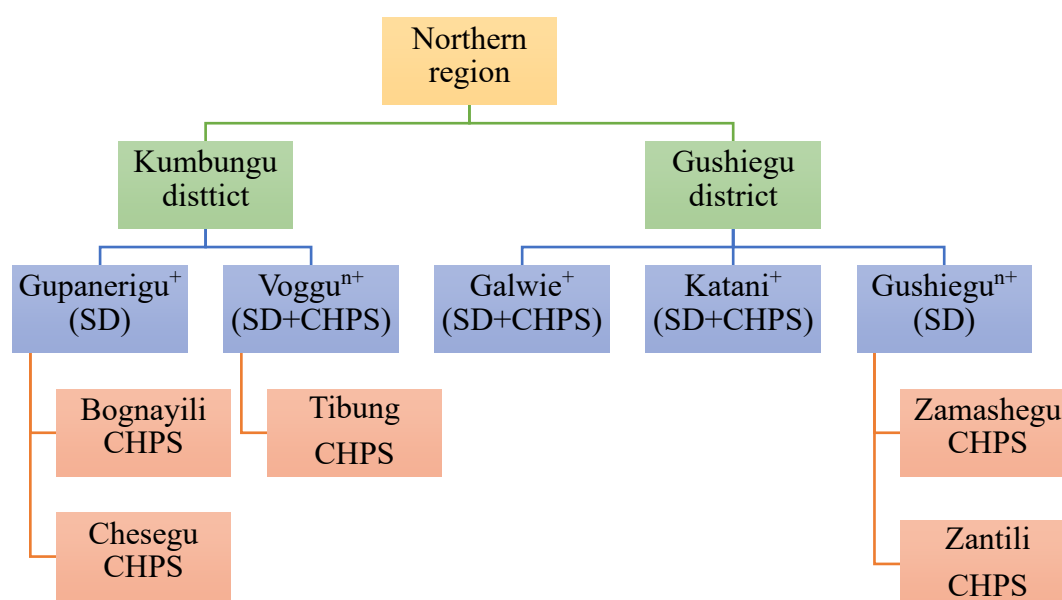 Northern
region
Kumbungu
disttict
Gushiegu
district
Gupanerigu⁺
(SD)
Vogguⁿ⁺
(SD+CHPS)
Galwie⁺
(SD+CHPS)
Katani⁺
(SD+CHPS)
Gushieguⁿ⁺
(SD)
Bognayili
CHPS
Tibung
CHPS
Zamashegu
CHPS
Chesegu
CHPS
Zantili
CHPS